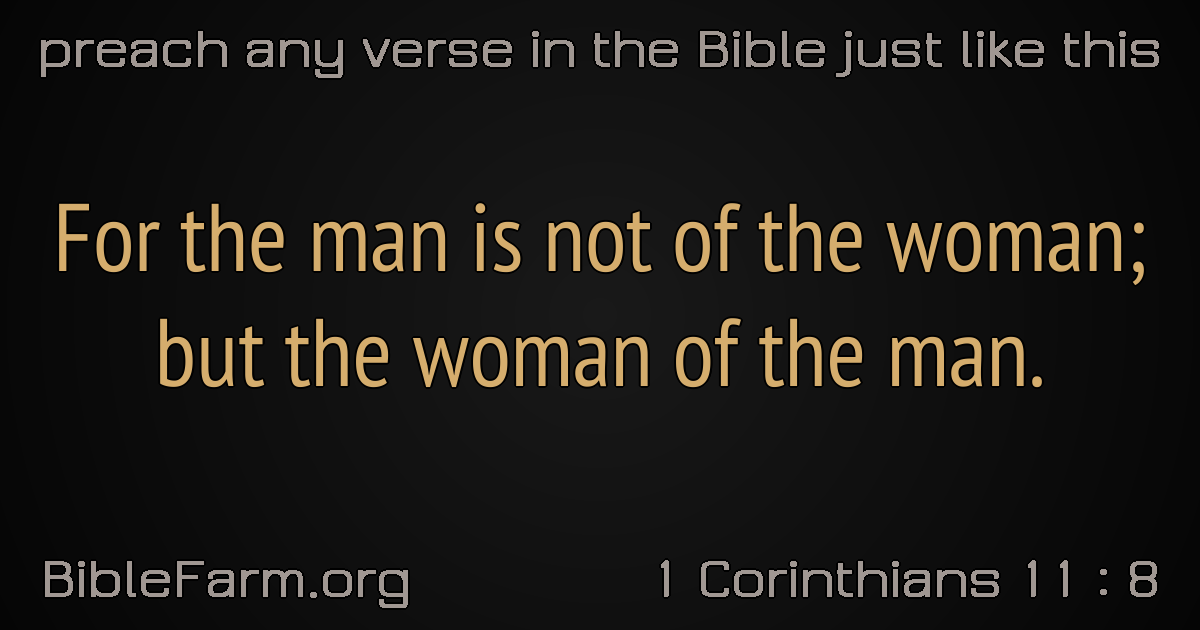 preach any verse in the Bible just like this
For the man is not of the woman;
but the woman of the man.
BibleFarm.org
1 Corinthians 11 : 8